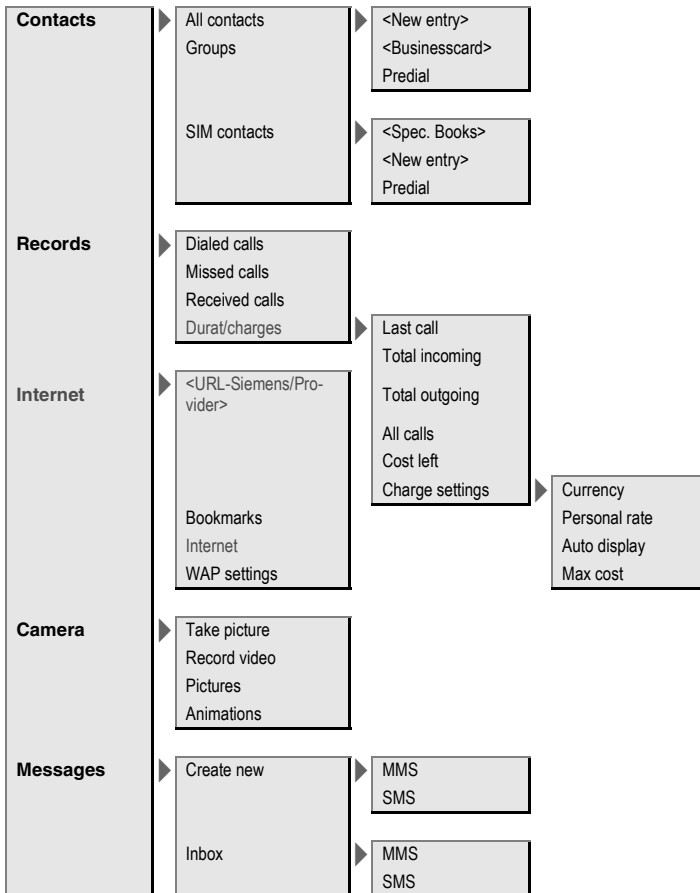 Contacts
All contacts
Groups
<New entry>
<Businesscard>
Predial
SIM contacts
<Spec. Books>
<New entry>
Predial
Records
Dialed calls
Missed calls
Received calls
Durat/charges
Last call
Total incoming
Total outgoing
All calls
Cost left
Charge settings
Currency
Personal rate
Auto display
Max cost
Internet
<URL-Siemens/Pro-
vider>
Bookmarks
Internet
WAP settings
Camera
Take picture
Record video
Pictures
Animations
Messages
Create new
MMS
SMS
Inbox
MMS
SMS